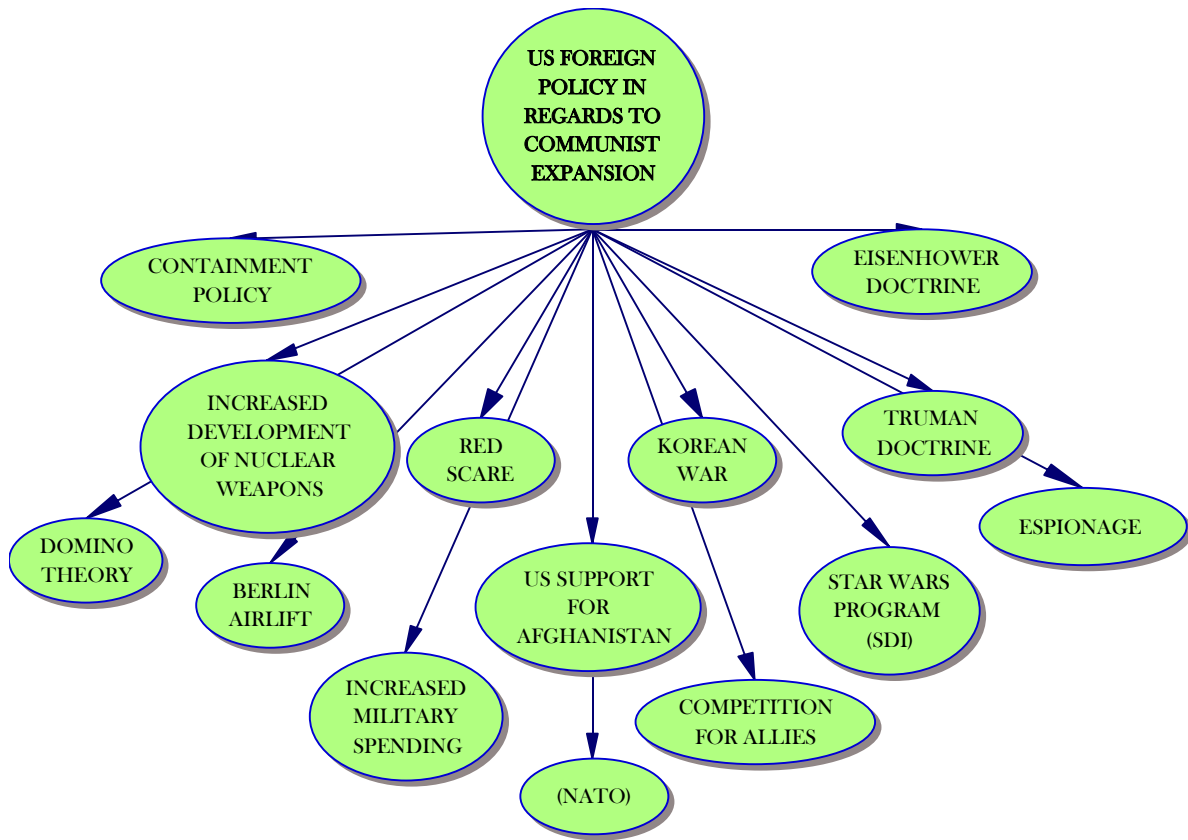 US FOREIGN
POLICY IN
REGARDS TO
COMMUNIST
EXPANSION
CONTAINMENT
POLICY
EISENHOWER
DOCTRINE
INCREASED
DEVELOPMENT
OF NUCLEAR
WEAPONS
RED
SCARE
KOREAN
WAR
TRUMAN
DOCTRINE
DOMINO
THEORY
BERLIN
AIRLIFT
US SUPPORT
FOR
AFGHANISTAN
STAR WARS
PROGRAM
(SDI)
ESPIONAGE
INCREASED
MILITARY
SPENDING
COMPETITION
FOR ALLIES
(NATO)